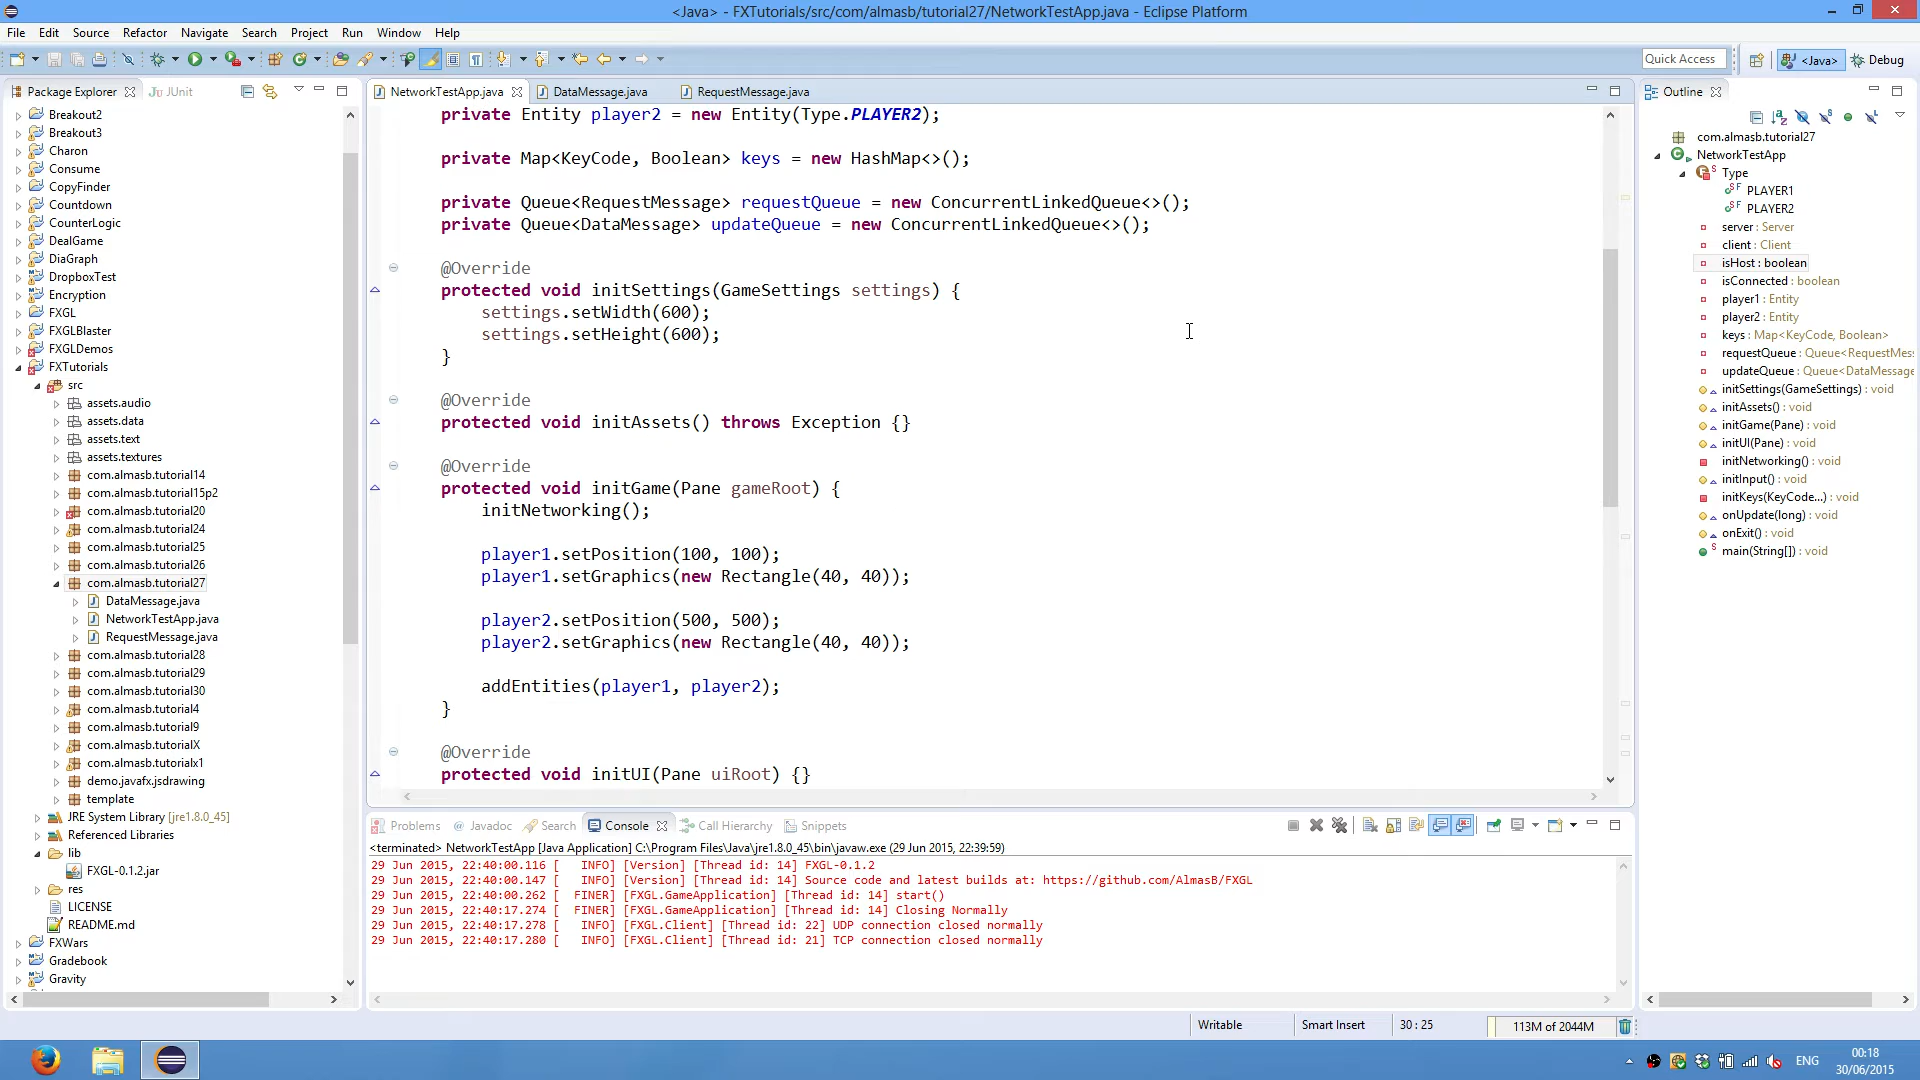 <Java> - FXTutorials/src/com/almasb/tutorial27/NetworkTestApp.java - Eclipse Platform
File Edit Source Refactor Navigate Search Project Run Window Help
Quick Access
<Java>
Debug
Package Explorer
JUnit
Breakout2
Breakout3
Charon
Consume
CopyFinder
Countdown
CounterLogic
DealGame
DiaGraph
DropboxTest
Encryption
FXGL
FXGLBlaster
FXGLDemos
FXTutorials
src
assets.audio
assets.data
assets.text
assets.textures
com.almasb.tutorial14
com.almasb.tutorial15p2
com.almasb.tutorial20
com.almasb.tutorial24
com.almasb.tutorial25
com.almasb.tutorial26
com.almasb.tutorial27
DataMessage.java
NetworkTestApp.java
RequestMessage.java
com.almasb.tutorial28
com.almasb.tutorial29
com.almasb.tutorial30
com.almasb.tutorial4
com.almasb.tutorial9
com.almasb.tutorialX
com.almasb.tutorialx1
demo.javafx.jsdrawing
template
JRE System Library [jre1.8.0_45]
Referenced Libraries
lib
FXGL-0.1.2.jar
res
LICENSE
README.md
FXWars
Gradebook
Gravity
NetworkTestApp.java
DataMessage.java
RequestMessage.java
private Entity player2 = new Entity(Type.PLAYER2);
private Map<KeyCode, Boolean> keys = new HashMap<>();
private Queue<RequestMessage> requestQueue = new ConcurrentLinkedQueue<>();
private Queue<DataMessage> updateQueue = new ConcurrentLinkedQueue<>();
@Override
protected void initSettings(GameSettings settings) {
settings.setWidth(600);
settings.setHeight(600);
}
@Override
protected void initAssets() throws Exception {}
@Override
protected void initGame(Pane gameRoot) {
initNetworking();
player1.setPosition(100, 100);
player1.setGraphics(new Rectangle(40, 40));
player2.setPosition(500, 500);
player2.setGraphics(new Rectangle(40, 40));
addEntities(player1, player2);
}
@Override
protected void initUI(Pane uiRoot) {}
Problems
@ Javadoc
Search
Console
Call Hierarchy
Snippets
<terminated> NetworkTestApp [Java Application] C:\Program Files\Java\jre1.8.0_45\bin\javaw.exe (29 Jun 2015, 22:39:59)
29 Jun 2015, 22:40:00.116 [ INFO] [Version] [Thread id: 14] FXGL-0.1.2
29 Jun 2015, 22:40:00.147 [ INFO] [Version] [Thread id: 14] Source code and latest builds at: https://github.com/AlmasB/FXGL
29 Jun 2015, 22:40:00.262 [ FINER] [FXGL.GameApplication] [Thread id: 14] start()
29 Jun 2015, 22:40:17.274 [ FINER] [FXGL.GameApplication] [Thread id: 14] Closing Normally
29 Jun 2015, 22:40:17.278 [ INFO] [FXGL.Client] [Thread id: 22] UDP connection closed normally
29 Jun 2015, 22:40:17.280 [ INFO] [FXGL.Client] [Thread id: 21] TCP connection closed normally
Outline
com.almasb.tutorial27
NetworkTestApp
Type
PLAYER1
PLAYER2
server : Server
client : Client
isHost : boolean
isConnected : boolean
player1 : Entity
player2 : Entity
keys : Map<KeyCode, Boolean>
requestQueue : Queue<RequestMes
updateQueue : Queue<DataMessage
initSettings(GameSettings) : void
initAssets() : void
initGame(Pane) : void
initUI(Pane) : void
initNetworking() : void
initInput() : void
initKeys(KeyCode...) : void
onUpdate(long) : void
onExit() : void
main(String[]) : void
Writable
Smart Insert
30 : 25
113M of 2044M
ENG
00:18
30/06/2015